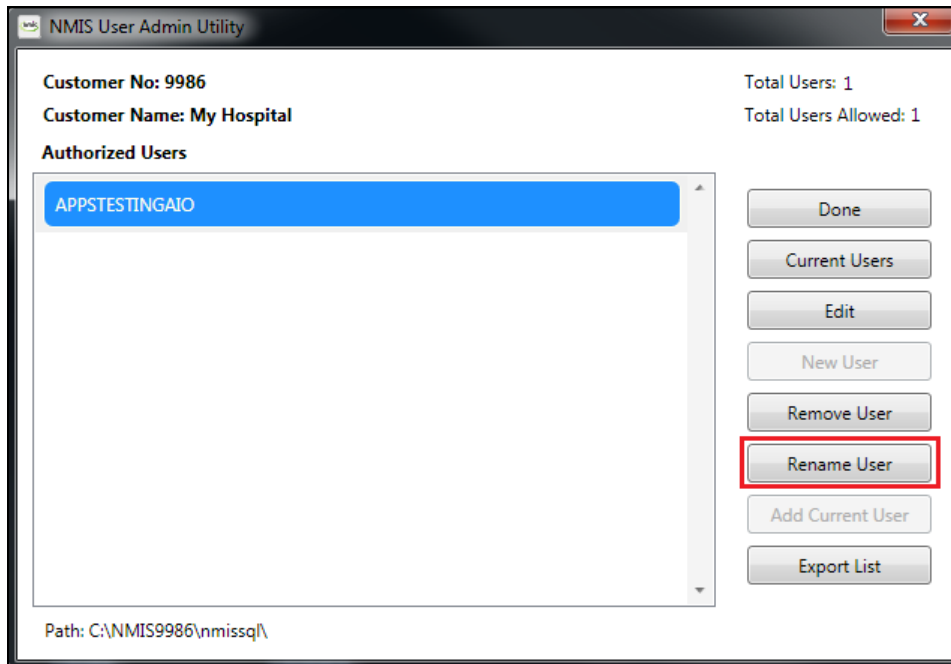 NMIS User Admin Utility
Customer No: 9986
Total Users: 1
Customer Name: My Hospital
Total Users Allowed: 1
Authorized Users
APPSTESTINGAIO
Done
Current Users
Edit
New User
Remove User
Rename User
Add Current User
Export List
Path: C:\NMIS9986\nmissql\